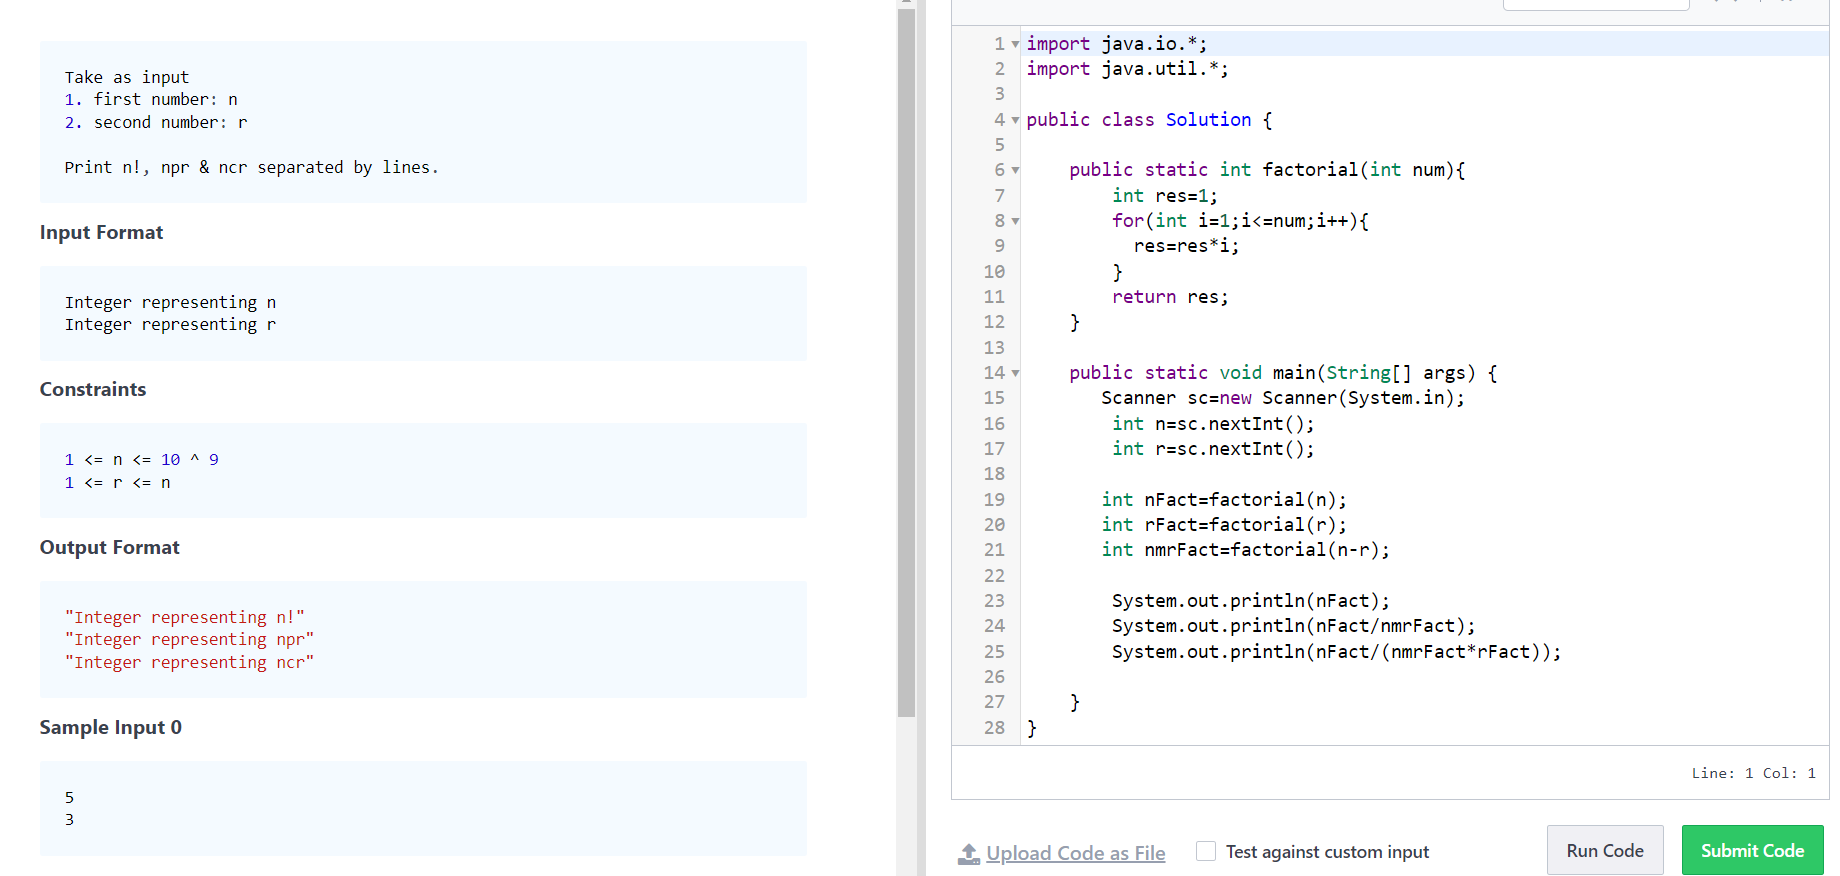 Take as input
1. first number: n
2. second number: r
Print n!, npr & ncr separated by lines.
Input Format
Integer representing n
Integer representing r
Constraints
1 <= n <= 10 ^ 9
1 <= r <= n
Output Format
"Integer representing n!"
"Integer representing npr"
"Integer representing ncr"
Sample Input 0
5
3
1 import java.io.*;
2 import java.util.*;
3
4 public class Solution {
5
6 public static int factorial(int num){
7 int res=1;
8 for(int i=1;i<=num;i++){
9 res=res*i;
10 }
11 return res;
12 }
13
14 public static void main(String[] args) {
15 Scanner sc=new Scanner(System.in);
16 int n=sc.nextInt();
17 int r=sc.nextInt();
18
19 int nFact=factorial(n);
20 int rFact=factorial(r);
21 int nmrFact=factorial(n-r);
22
23 System.out.println(nFact);
24 System.out.println(nFact/nmrFact);
25 System.out.println(nFact/(nmrFact*rFact));
26
27 }
28 }
Line: 1 Col: 1
Upload Code as File
Test against custom input
Run Code
Submit Code